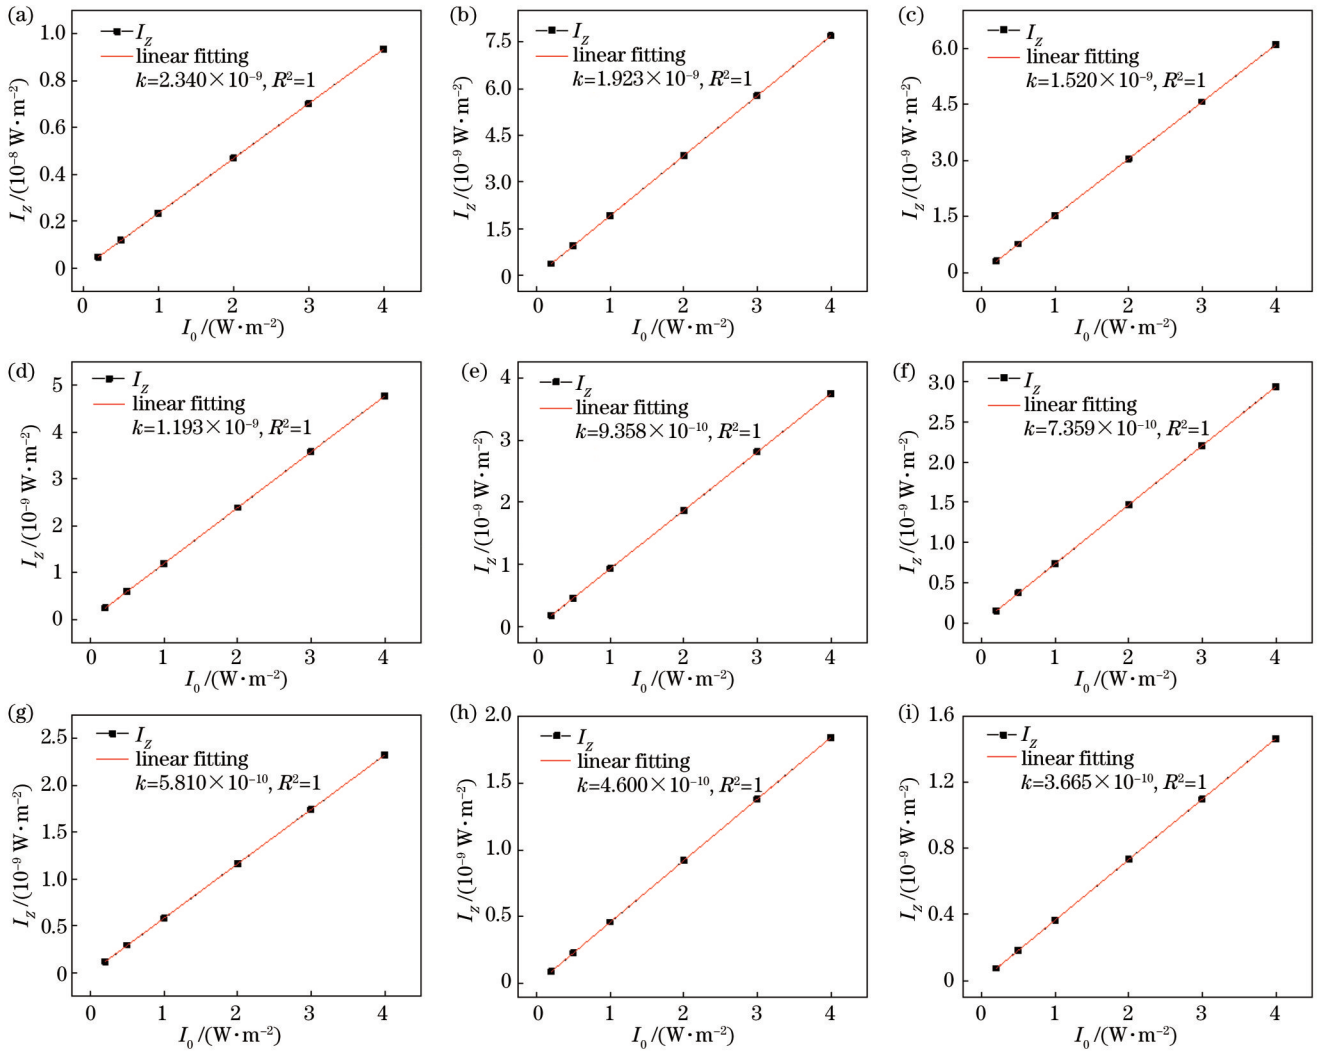 (a)
1.0
0.8
0.6
0.4
0.2
0
I_Z/(10⁻⁸ W·m⁻²)
I_Z
linear fitting
k=2.340×10⁻⁹, R²=1
0 1 2 3 4
I₀/(W·m⁻²)
(b)
7.5
6.0
4.5
3.0
1.5
0
I_Z/(10⁻⁹ W·m⁻²)
I_Z
linear fitting
k=1.923×10⁻⁹, R²=1
0 1 2 3 4
I₀/(W·m⁻²)
(c)
6.0
4.5
3.0
1.5
0
I_Z/(10⁻⁹ W·m⁻²)
I_Z
linear fitting
k=1.520×10⁻⁹, R²=1
0 1 2 3 4
I₀/(W·m⁻²)
(d)
5
4
3
2
1
0
I_Z/(10⁻⁹ W·m⁻²)
I_Z
linear fitting
k=1.193×10⁻⁹, R²=1
0 1 2 3 4
I₀/(W·m⁻²)
(e)
4
3
2
1
0
I_Z/(10⁻⁹ W·m⁻²)
I_Z
linear fitting
k=9.358×10⁻¹⁰, R²=1
0 1 2 3 4
I₀/(W·m⁻²)
(f)
3.0
2.5
2.0
1.5
1.0
0.5
0
I_Z/(10⁻⁹ W·m⁻²)
I_Z
linear fitting
k=7.359×10⁻¹⁰, R²=1
0 1 2 3 4
I₀/(W·m⁻²)
(g)
2.5
2.0
1.5
1.0
0.5
0
I_Z/(10⁻⁹ W·m⁻²)
I_Z
linear fitting
k=5.810×10⁻¹⁰, R²=1
0 1 2 3 4
I₀/(W·m⁻²)
(h)
2.0
1.5
1.0
0.5
0
I_Z/(10⁻⁹ W·m⁻²)
I_Z
linear fitting
k=4.600×10⁻¹⁰, R²=1
0 1 2 3 4
I₀/(W·m⁻²)
(i)
1.6
1.2
0.8
0.4
0
I_Z/(10⁻⁹ W·m⁻²)
I_Z
linear fitting
k=3.665×10⁻¹⁰, R²=1
0 1 2 3 4
I₀/(W·m⁻²)